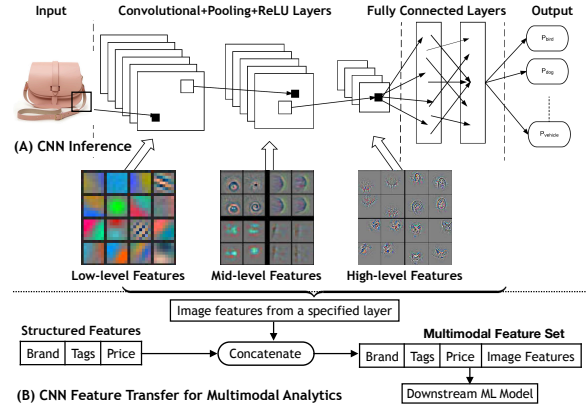 Input
Convolutional+Pooling+ReLU Layers
Fully Connected Layers
Output
Pbird
Pdog
Pvehicle
(A) CNN Inference
Low-level Features
Mid-level Features
High-level Features
Image features from a specified layer
Structured Features
Brand Tags Price
Concatenate
Multimodal Feature Set
Brand Tags Price Image Features
Downstream ML Model
(B) CNN Feature Transfer for Multimodal Analytics